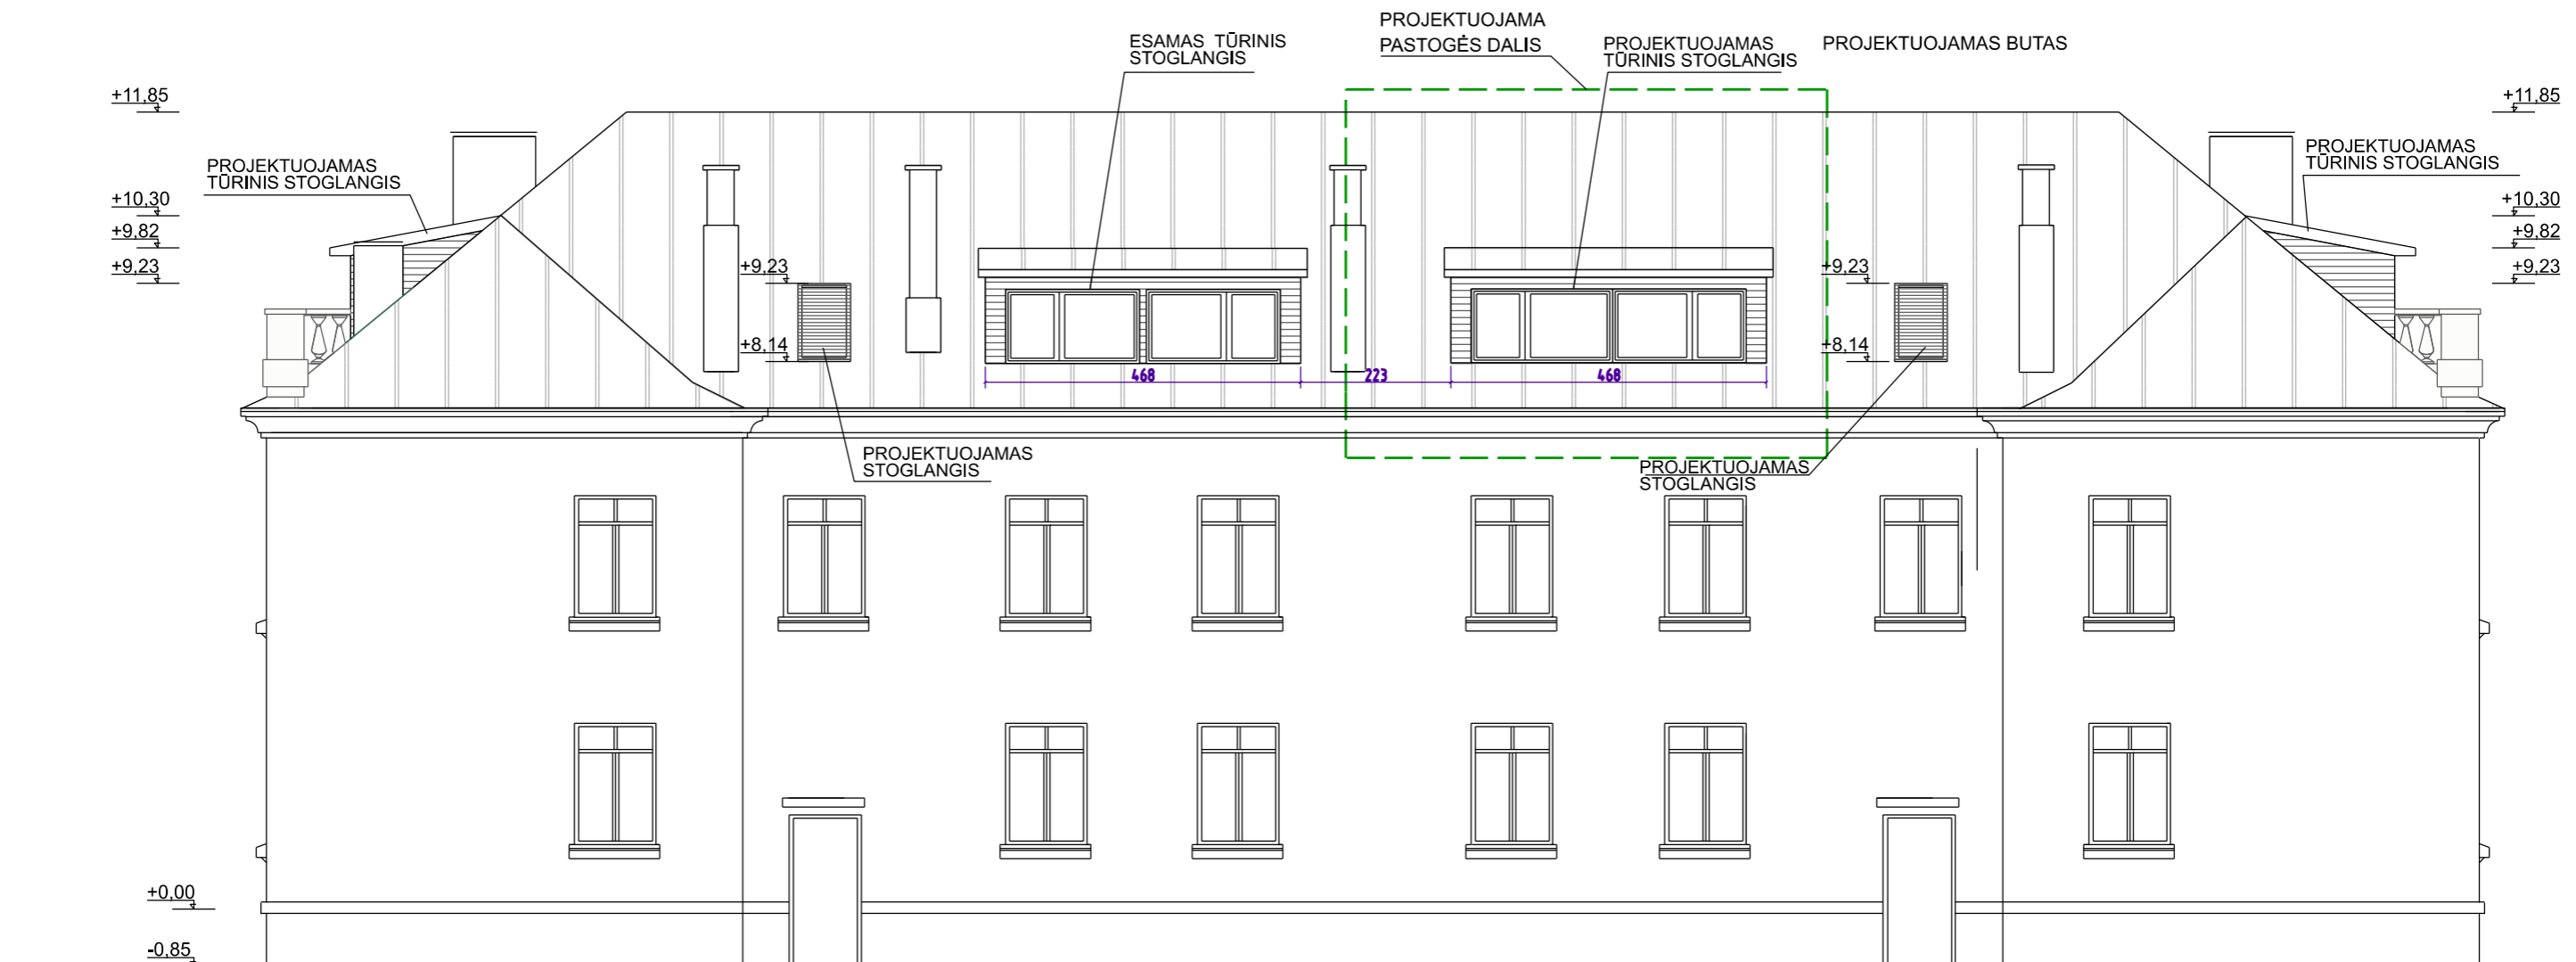 PROJEKTUOJAMA
PASTOGĖS DALIS
ESAMAS TŪRINIS
STOGLANGIS
PROJEKTUOJAMAS
TŪRINIS STOGLANGIS
PROJEKTUOJAMAS BUTAS
+11,85
+11,85
PROJEKTUOJAMAS
TŪRINIS STOGLANGIS
PROJEKTUOJAMAS
TŪRINIS STOGLANGIS
+10,30
+10,30
+9,82
+9,82
+9,23
+9,23
+9,23
+9,23
+8,14
+8,14
468
223
468
PROJEKTUOJAMAS
STOGLANGIS
PROJEKTUOJAMAS
STOGLANGIS
+0,00
-0,85